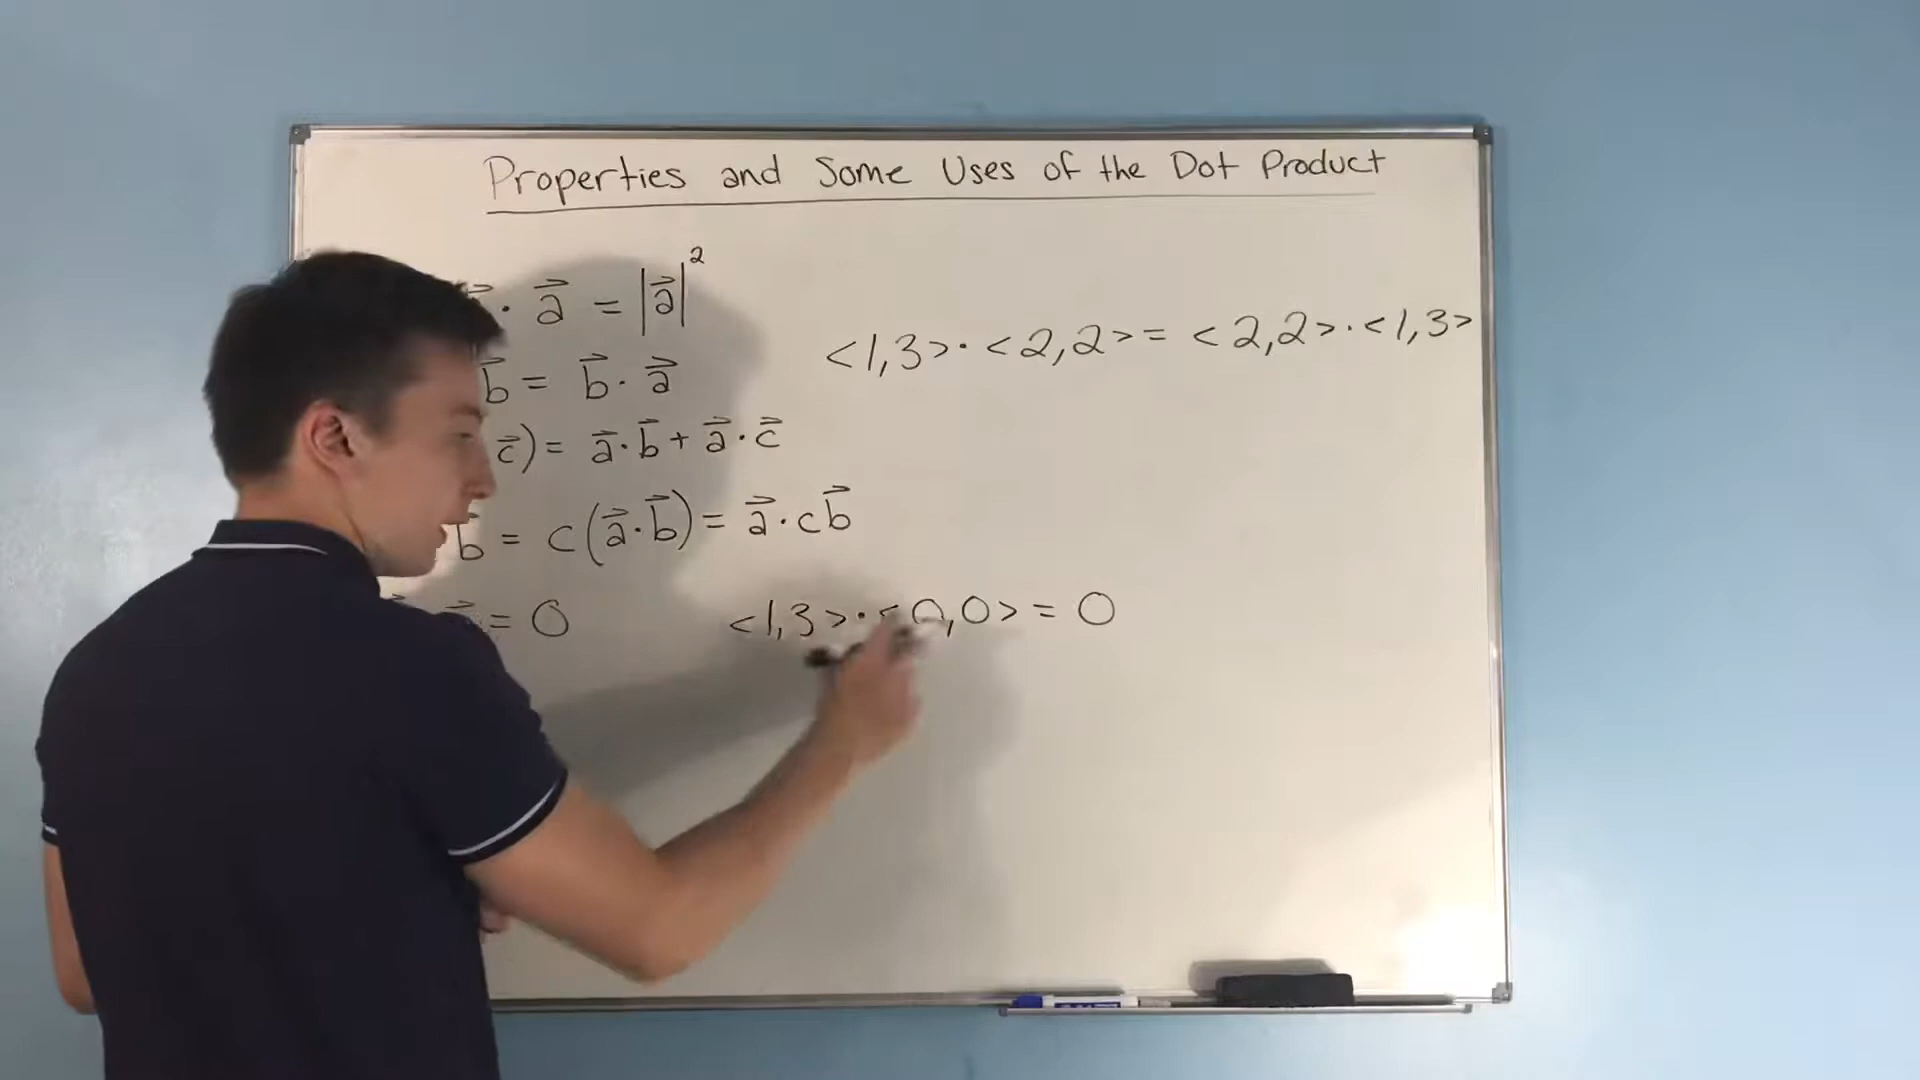 Properties and Some Uses of the Dot Product
· a⃗ = |a⃗|²
<1,3>·<2,2> = <2,2>·<1,3>
b⃗ = b⃗ · a⃗
c⃗) = a⃗·b⃗ + a⃗·c⃗
b⃗ = c(a⃗·b⃗) = a⃗·cb⃗
= 0
<1,3>·<0,0> = 0